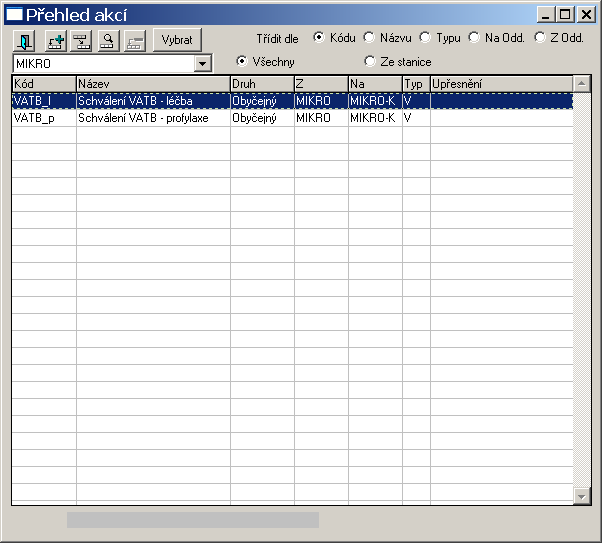 Přehled akcí
Vybrat Třídit dle Kódu Názvu Typu Na Odd. Z Odd.
MIKRO Všechny Ze stanice
Kód Název Druh Z Na Typ Upřesnění
VATB_l Schválení VATB - léčba Obyčejný MIKRO MIKRO-K V
VATB_p Schválení VATB - profylaxe Obyčejný MIKRO MIKRO-K V